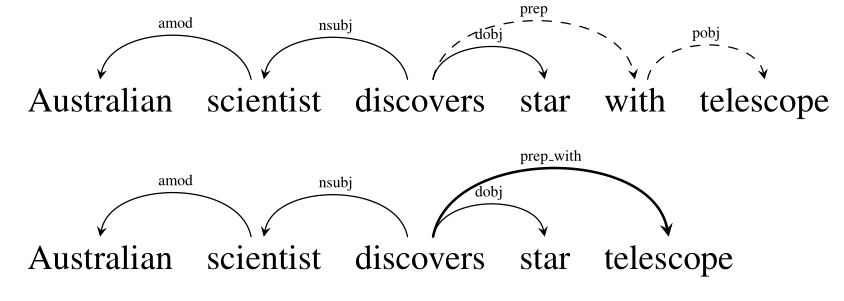 prep
amod nsubj dobj pobj
Australian scientist discovers star with telescope
prep_with
amod nsubj dobj
Australian scientist discovers star telescope